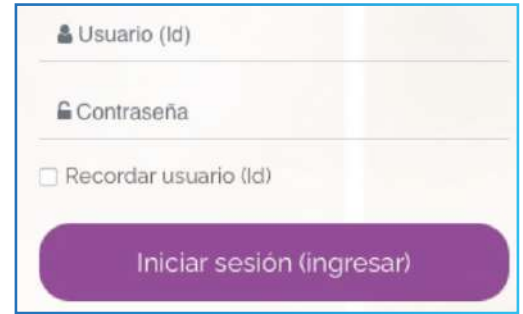 Usuario (Id)
Contraseña
Recordar usuario (Id)
Iniciar sesión (ingresar)